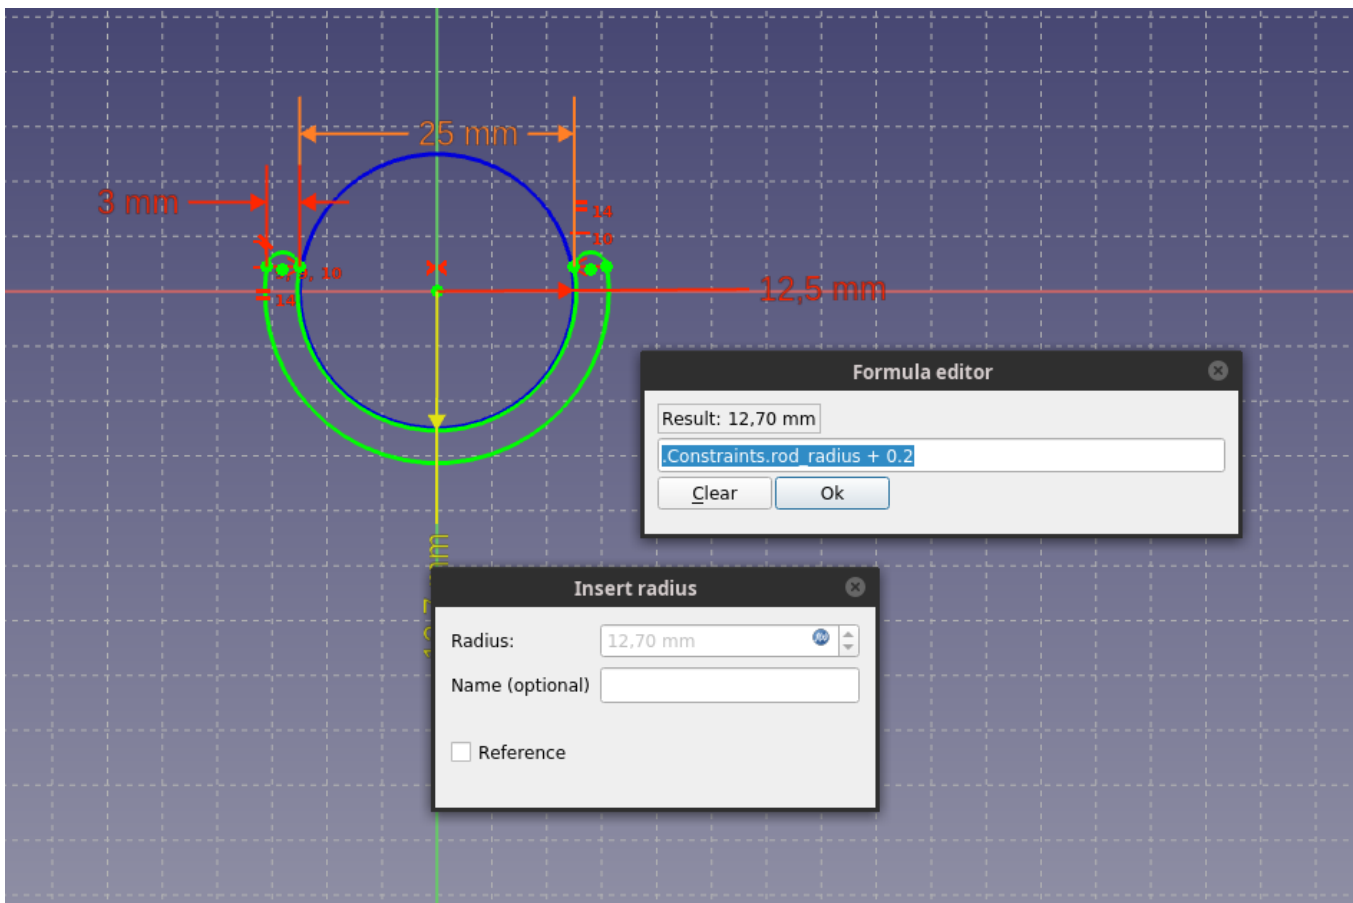 25 mm
3 mm
14
10
10
14
12,5 mm
Formula editor
Result: 12,70 mm
.Constraints.rod_radius + 0.2
Clear
Ok
Insert radius
Radius:
12,70 mm
Name (optional)
Reference